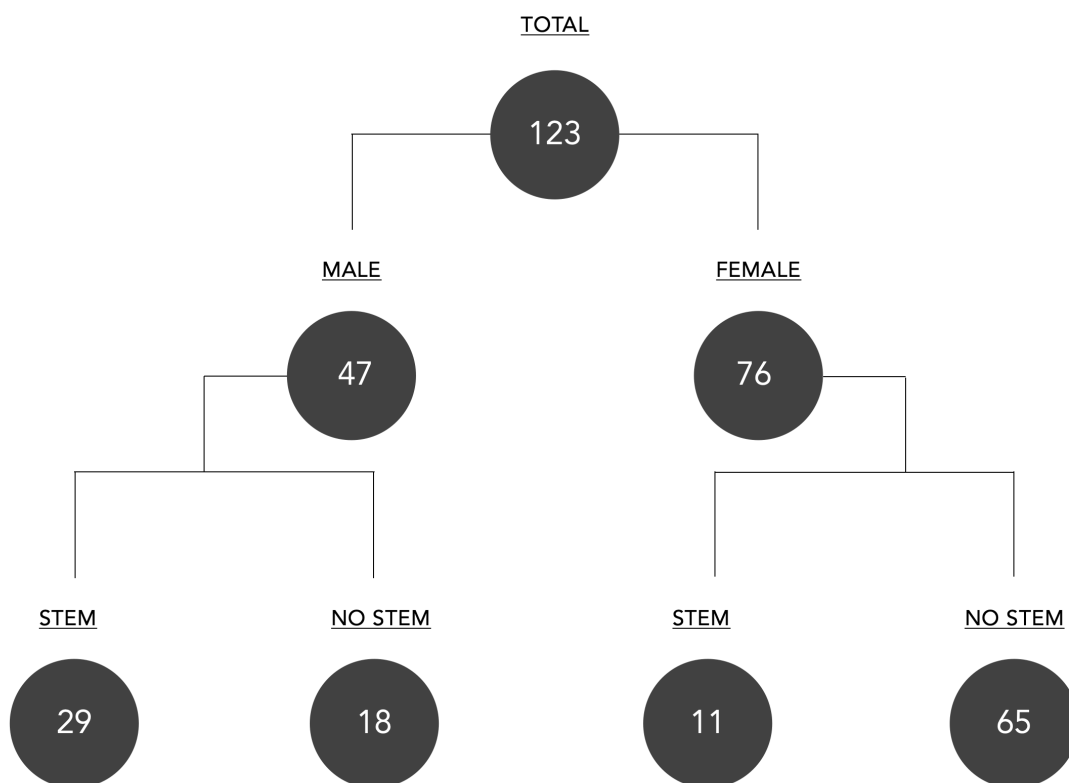 TOTAL
123
MALE
FEMALE
47
76
STEM
NO STEM
STEM
NO STEM
29
18
11
65